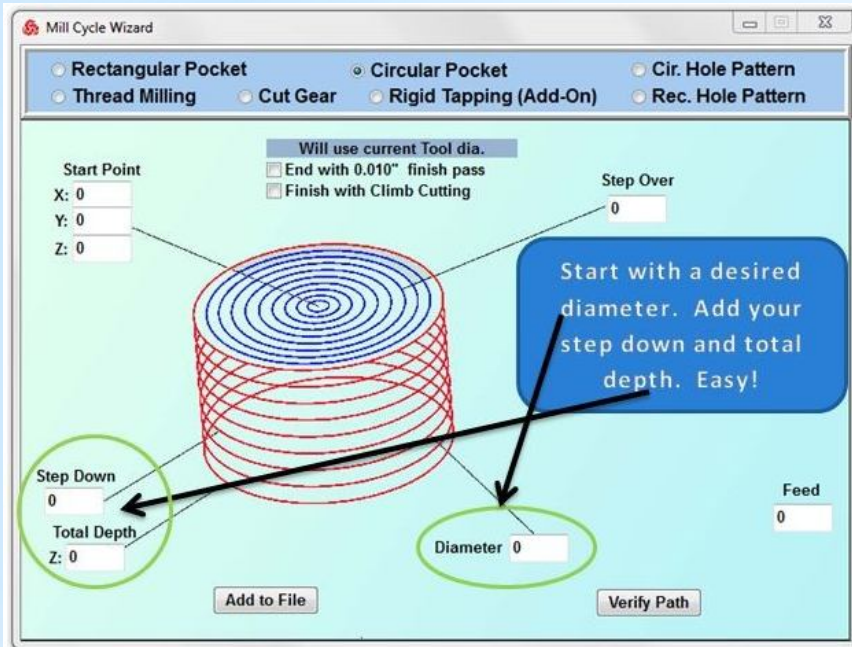 Mill Cycle Wizard
Rectangular Pocket
Circular Pocket
Cir. Hole Pattern
Thread Milling
Cut Gear
Rigid Tapping (Add-On)
Rec. Hole Pattern
Will use current Tool dia.
End with 0.010" finish pass
Finish with Climb Cutting
Start Point
X: 0
Y: 0
Z: 0
Step Over
0
Start with a desired
diameter. Add your
step down and total
depth. Easy!
Step Down
0
Total Depth
Z: 0
Diameter 0
Feed
0
Add to File
Verify Path